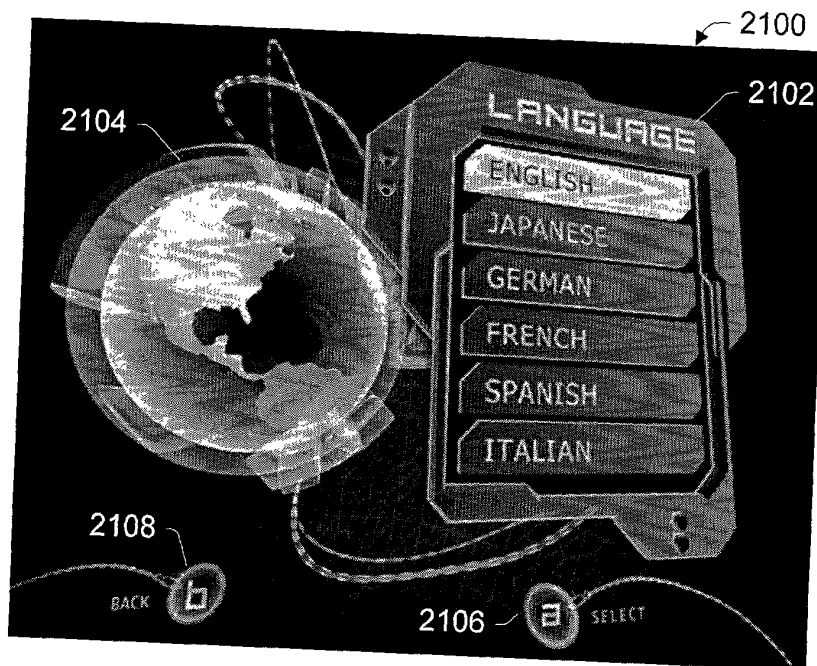 2100
2102
LANGUAGE
2104
ENGLISH
JAPANESE
GERMAN
FRENCH
SPANISH
ITALIAN
2108
b
BACK
2106
a
SELECT